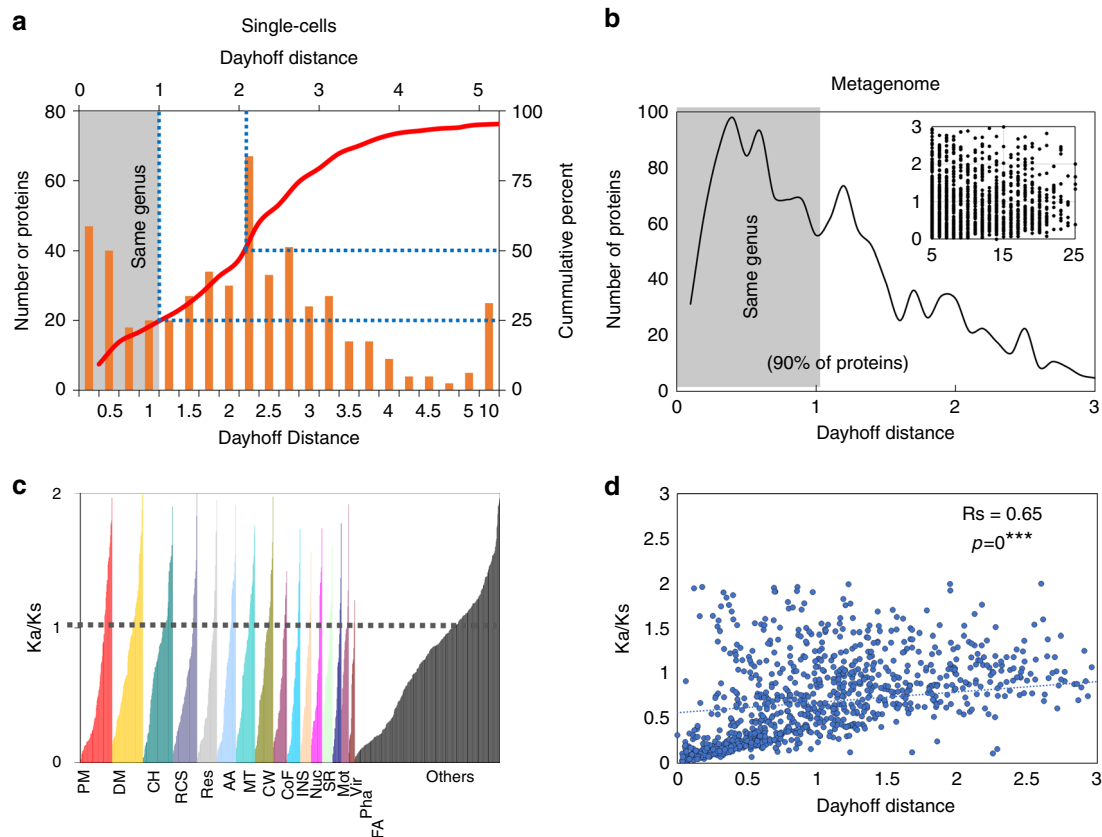 a
Single-cells
Dayhoff distance
0 1 2 3 4 5
80 100
60 75
40 50
20 25
0 0
Number or proteins
Same genus
Cummulative percent
0.5 1 1.5 2 2.5 3 3.5 4 4.5 5 10
Dayhoff Distance
b
Metagenome
100
80
60
40
20
0
Number of proteins
Same genus
(90% of proteins)
3
2
1
0
5 15 25
0 1 2 3
Dayhoff distance
c
2
1
0
Ka/Ks
PM DM CH RCS Res AA MT CW CoF INS Nuc SR Mot Vir Pha FA
Others
d
3
2.5
2
1.5
1
0.5
0
Ka/Ks
Rs = 0.65
p=0***
0 0.5 1 1.5 2 2.5 3
Dayhoff distance